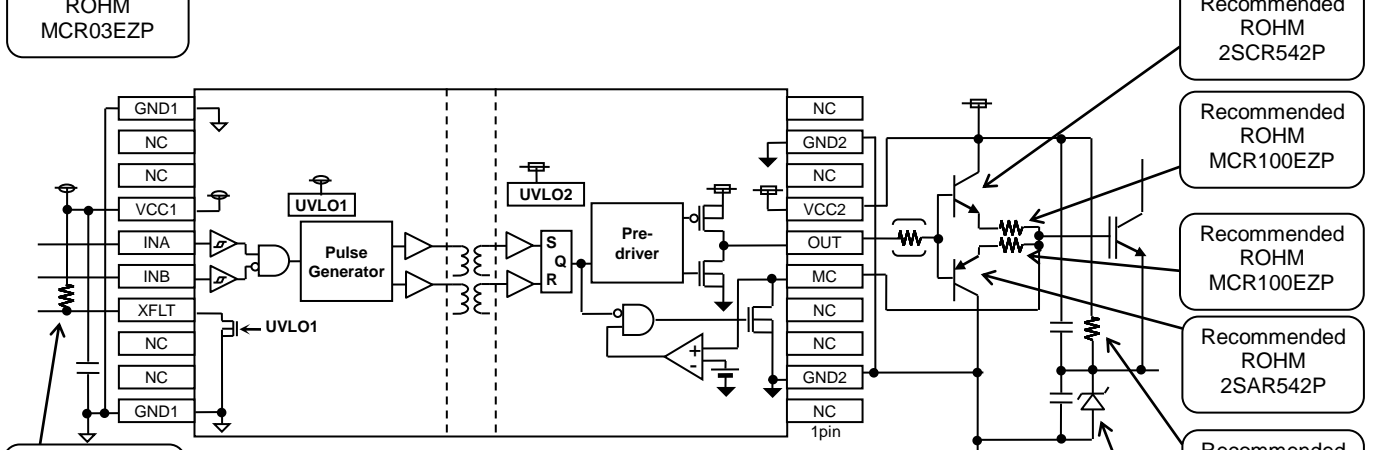 ROHM
MCR03EZP
Recommended
ROHM
2SCR542P
GND1
NC
NC
VCC1
INA
INB
XFLT
NC
NC
GND1
UVLO1
Pulse
Generator
UVLO1
UVLO2
S
Q
R
Pre-
driver
+
-
NC
GND2
NC
VCC2
OUT
MC
NC
NC
GND2
NC
1pin
Recommended
ROHM
MCR100EZP
Recommended
ROHM
MCR100EZP
Recommended
ROHM
2SAR542P
Recommended